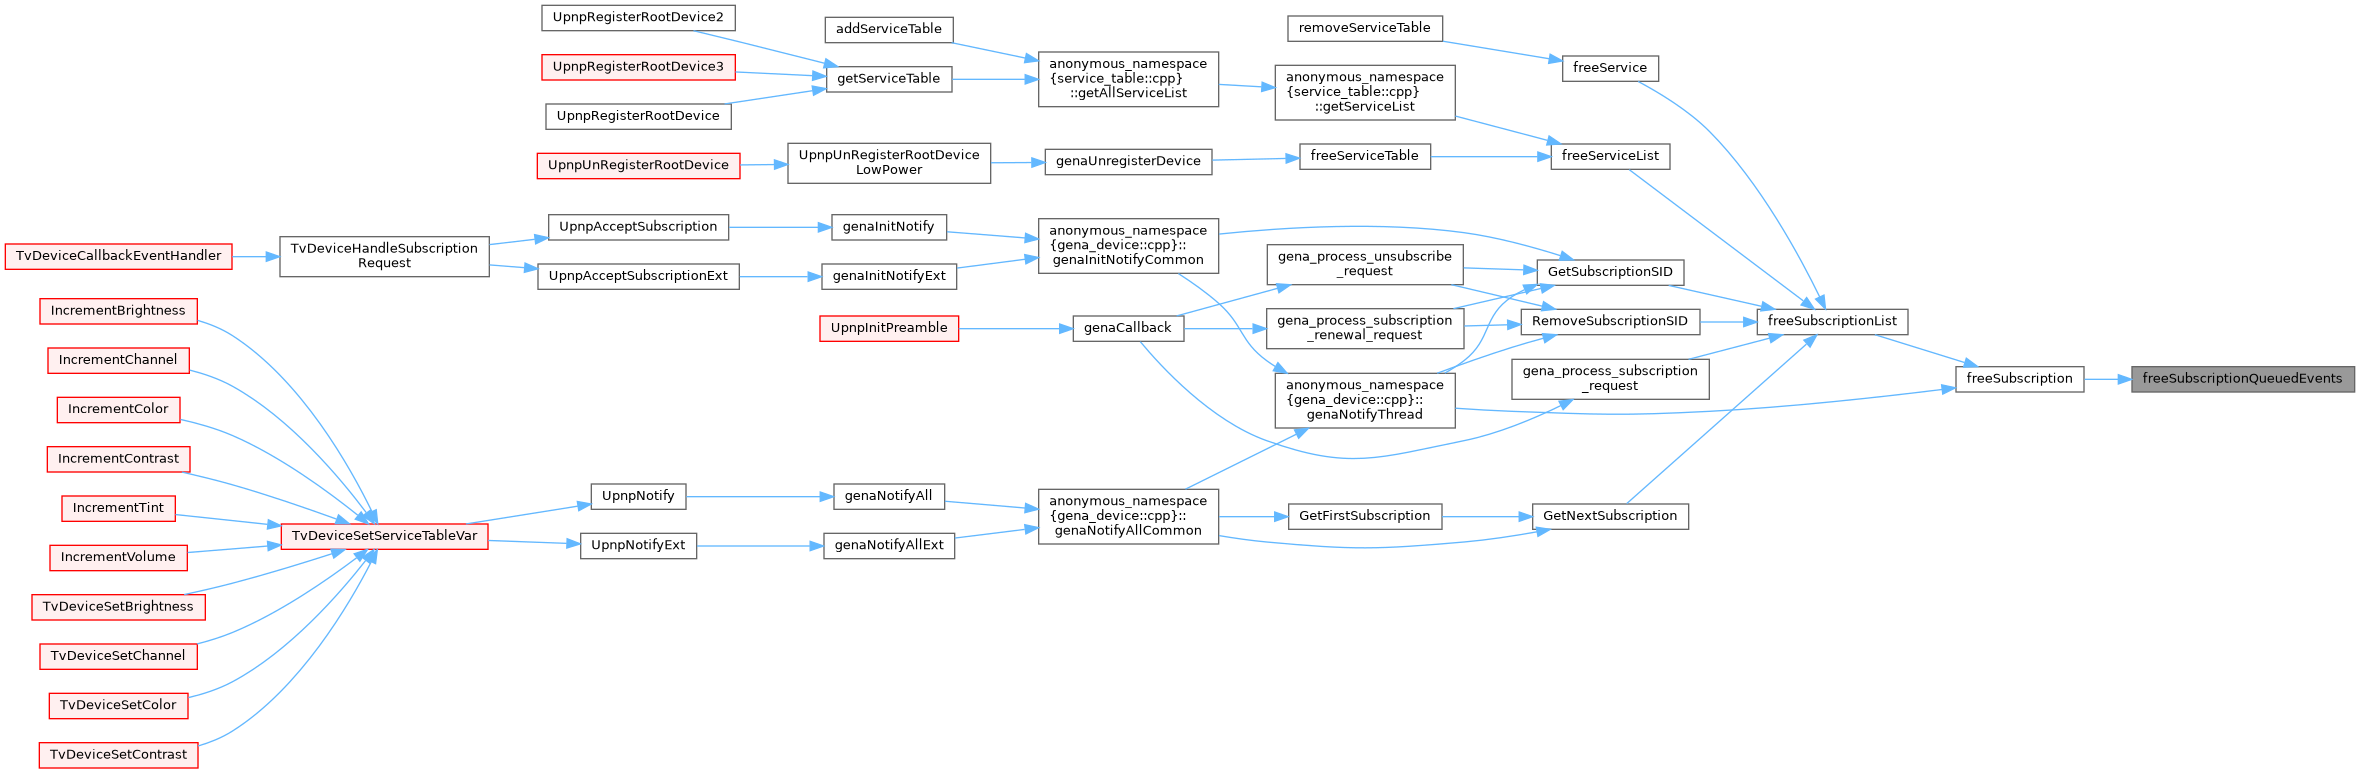 UpnpRegisterRootDevice2
UpnpRegisterRootDevice3
UpnpRegisterRootDevice
addServiceTable
getServiceTable
anonymous_namespace
{service_table::cpp}
::getAllServiceList
removeServiceTable
anonymous_namespace
{service_table::cpp}
::getServiceList
freeService
UpnpUnRegisterRootDevice
UpnpUnRegisterRootDevice
LowPower
genaUnregisterDevice
freeServiceTable
freeServiceList
TvDeviceCallbackEventHandler
TvDeviceHandleSubscription
Request
UpnpAcceptSubscription
UpnpAcceptSubscriptionExt
genaInitNotify
genaInitNotifyExt
anonymous_namespace
{gena_device::cpp}::
genaInitNotifyCommon
gena_process_unsubscribe
_request
GetSubscriptionSID
UpnpInitPreamble
genaCallback
gena_process_subscription
_renewal_request
RemoveSubscriptionSID
freeSubscriptionList
anonymous_namespace
{gena_device::cpp}::
genaNotifyThread
gena_process_subscription
_request
freeSubscription
freeSubscriptionQueuedEvents
IncrementBrightness
IncrementChannel
IncrementColor
IncrementContrast
IncrementTint
IncrementVolume
TvDeviceSetBrightness
TvDeviceSetChannel
TvDeviceSetColor
TvDeviceSetContrast
TvDeviceSetServiceTableVar
UpnpNotify
UpnpNotifyExt
genaNotifyAll
genaNotifyAllExt
anonymous_namespace
{gena_device::cpp}::
genaNotifyAllCommon
GetFirstSubscription
GetNextSubscription